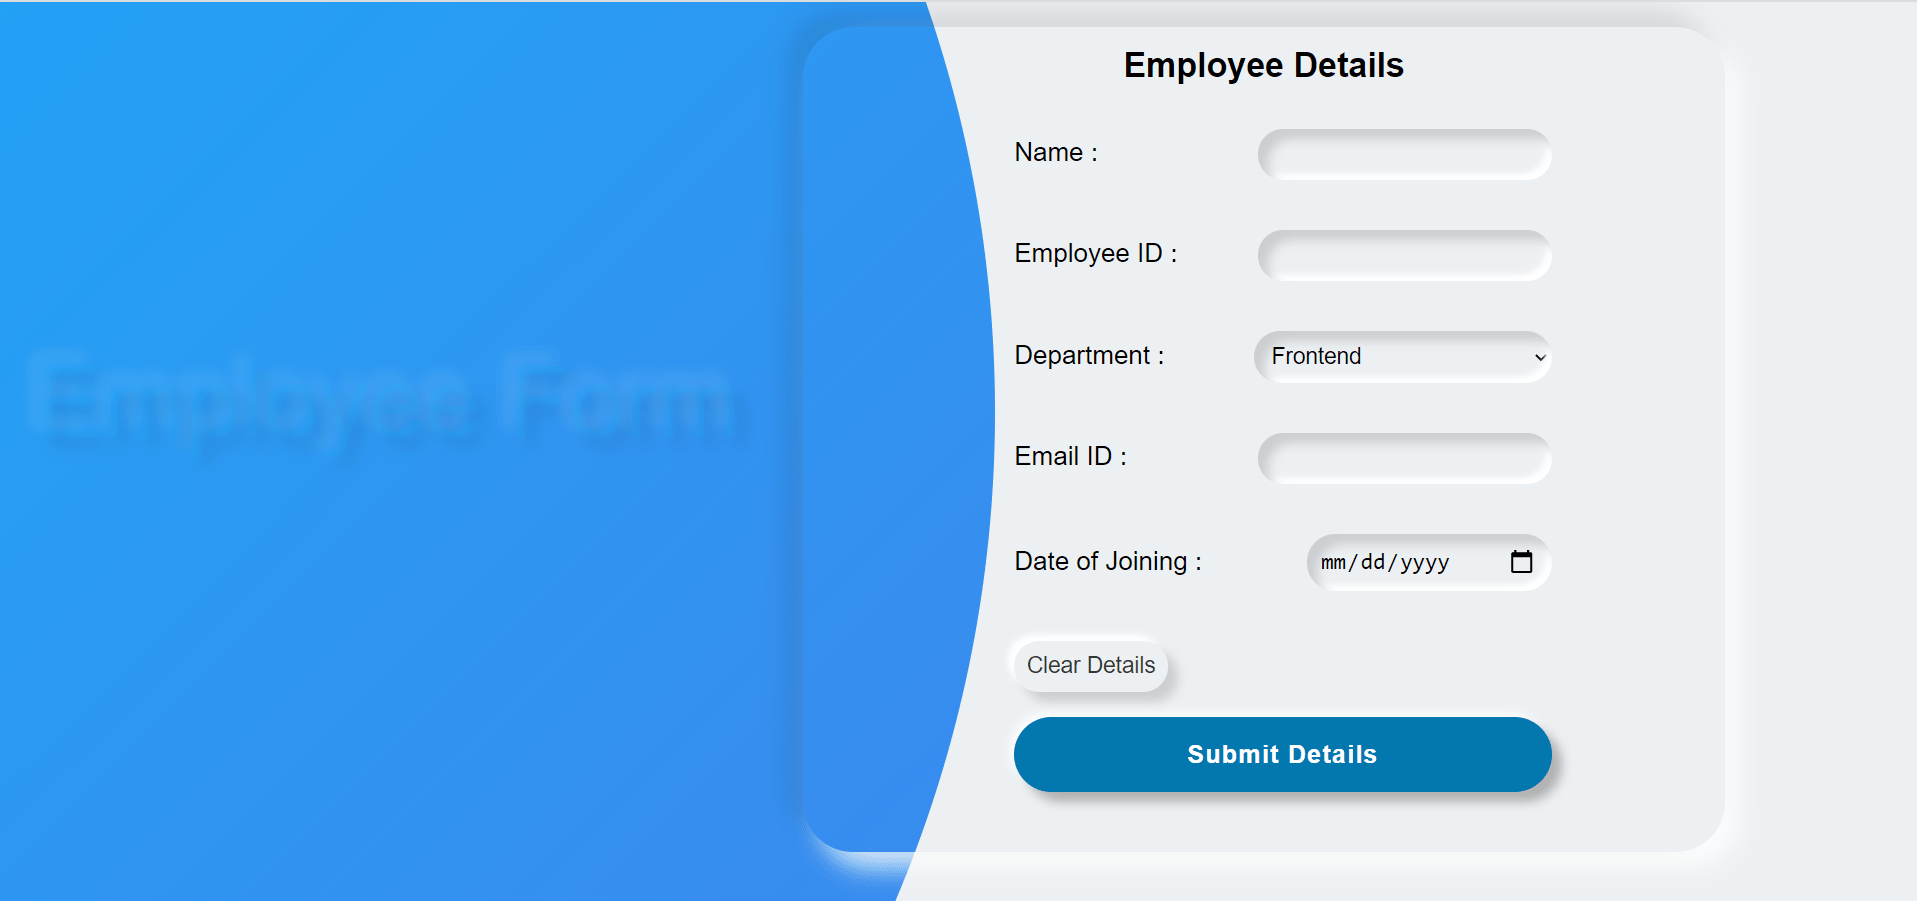 Employee Form
Employee Details
Name :
Employee ID :
Department :
Frontend
Email ID :
Date of Joining :
mm/dd/yyyy
Clear Details
Submit Details